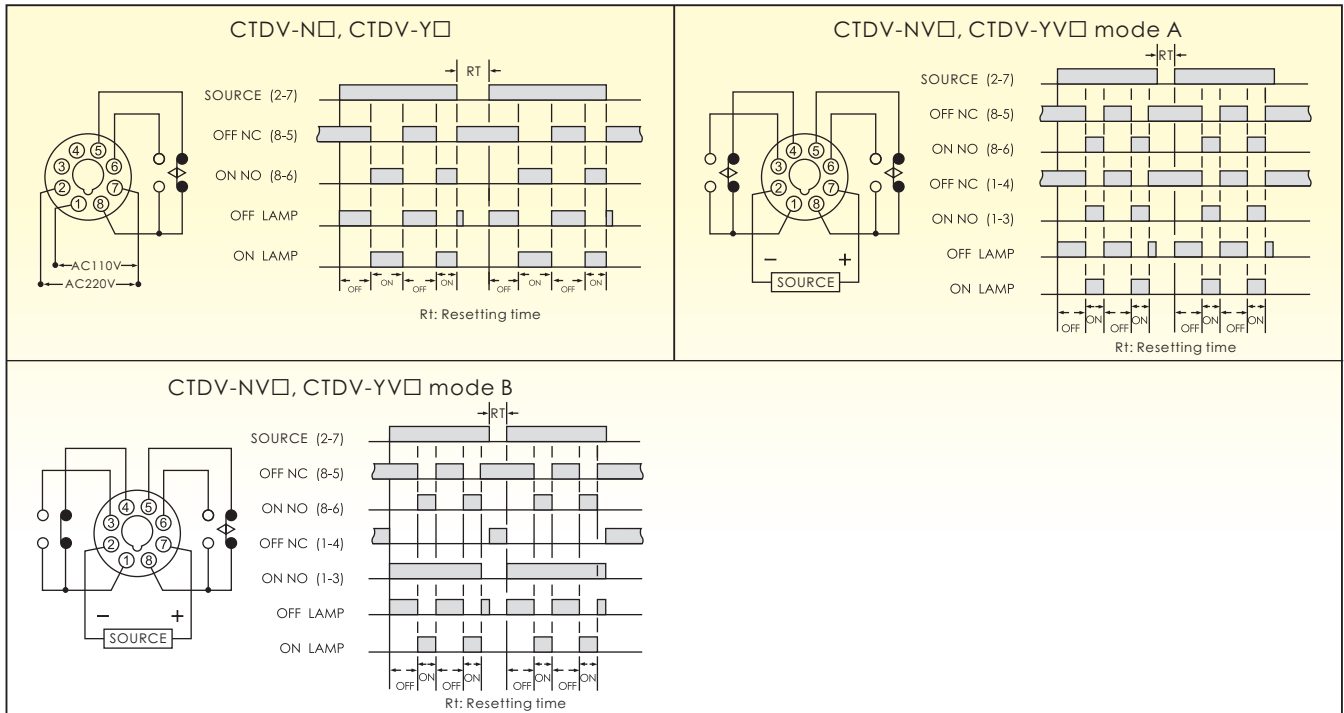 CTDV-N□, CTDV-Y□
RT
SOURCE (2-7)
OFF NC (8-5)
ON NO (8-6)
OFF LAMP
ON LAMP
4 5
3 6
2 7
1 8
AC110V
AC220V
OFF ON OFF ON OFF ON OFF ON
Rt: Resetting time
CTDV-NV□, CTDV-YV□ mode A
RT
SOURCE (2-7)
OFF NC (8-5)
ON NO (8-6)
OFF NC (1-4)
ON NO (1-3)
OFF LAMP
ON LAMP
4 5
3 6
2 7
1 8
− +
SOURCE
OFF ON OFF ON OFF ON OFF ON
Rt: Resetting time
CTDV-NV□, CTDV-YV□ mode B
RT
SOURCE (2-7)
OFF NC (8-5)
ON NO (8-6)
OFF NC (1-4)
ON NO (1-3)
OFF LAMP
ON LAMP
4 5
3 6
2 7
1 8
− +
SOURCE
OFF ON OFF ON OFF ON OFF ON
Rt: Resetting time